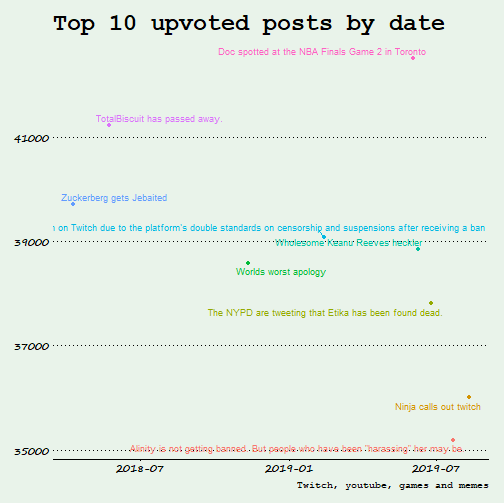 Top 10 upvoted posts by date
Doc spotted at the NBA Finals Game 2 in Toronto
TotalBiscuit has passed away.
41000
Zuckerberg gets Jebaited
on Twitch due to the platform's double standards on censorship and suspensions after receiving a ban
39000
Wholesome Keanu Reeves heckler
Worlds worst apology
The NYPD are tweeting that Etika has been found dead.
37000
Ninja calls out twitch
Alinity is not getting banned. But people who have been "harassing" her may be.
35000
2018-07 2019-01 2019-07
Twitch, youtube, games and memes